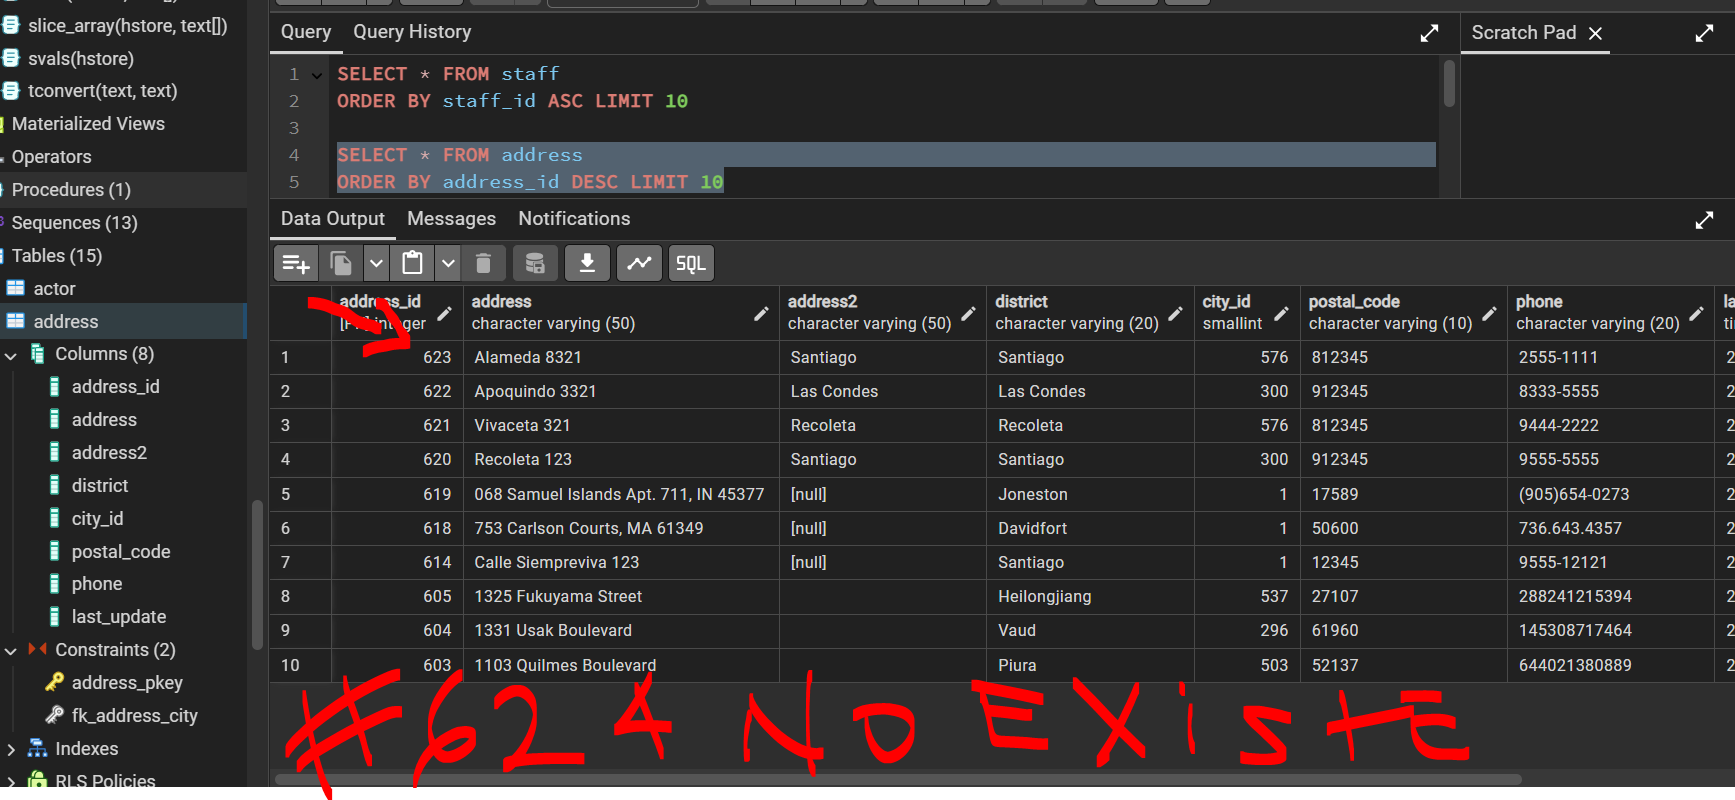 slice_array(hstore, text[])
svals(hstore)
tconvert(text, text)
Materialized Views
Operators
Procedures (1)
Sequences (13)
Tables (15)
actor
address
Columns (8)
address_id
address
address2
district
city_id
postal_code
phone
last_update
Constraints (2)
address_pkey
fk_address_city
Indexes
RLS Policies
Query Query History
Scratch Pad
1 SELECT * FROM staff
2 ORDER BY staff_id ASC LIMIT 10
3
4 SELECT * FROM address
5 ORDER BY address_id DESC LIMIT 10
Data Output Messages Notifications
SQL
address_id address address2 district city_id postal_code phone la
integer character varying (50) character varying (50) character varying (20) smallint character varying (10) character varying (20) ti
1 623 Alameda 8321 Santiago Santiago 576 812345 2555-1111 2
2 622 Apoquindo 3321 Las Condes Las Condes 300 912345 8333-5555 2
3 621 Vivaceta 321 Recoleta Recoleta 576 812345 9444-2222 2
4 620 Recoleta 123 Santiago Santiago 300 912345 9555-5555 2
5 619 068 Samuel Islands Apt. 711, IN 45377 [null] Joneston 1 17589 (905)654-0273 2
6 618 753 Carlson Courts, MA 61349 [null] Davidfort 1 50600 736.643.4357 2
7 614 Calle Siempreviva 123 [null] Santiago 1 12345 9555-12121 2
8 605 1325 Fukuyama Street Heilongjiang 537 27107 288241215394 2
9 604 1331 Usak Boulevard Vaud 296 61960 145308717464 2
10 603 1103 Quilmes Boulevard Piura 503 52137 644021380889 2
#624 No EXiste